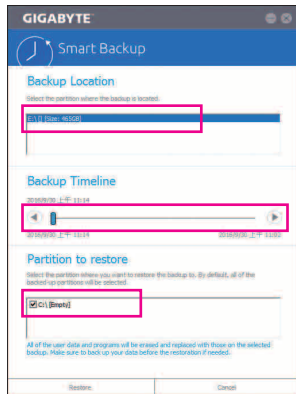 GIGABYTE
Smart Backup
Backup Location
Select the partition where the backup is located.
E:\ [] [Size: 465GB]
Backup Timeline
2016/9/30 上午 11:14
2016/9/30 上午 11:14
2016/9/30 上午 11:02
Partition to restore
Select the partition where you want to restore the backup to. By default, all of the
backed-up partitions will be selected.
C:\ [Empty]
All of the user data and programs will be erased and replaced with those on the selected
backup. Make sure to back up your data before the restoration if needed.
Restore
Cancel